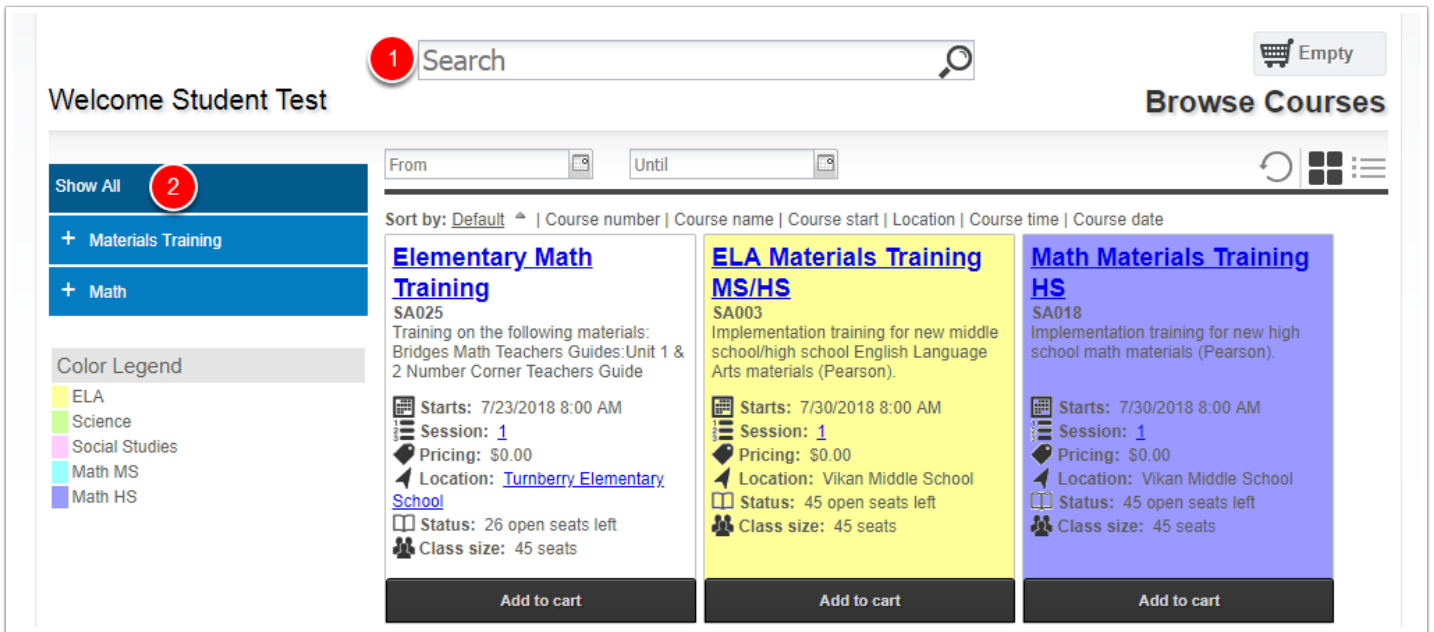 1
Search
Empty
Welcome Student Test
Browse Courses
Show All
2
+ Materials Training
+ Math
Color Legend
ELA
Science
Social Studies
Math MS
Math HS
From
Until
Sort by: Default | Course number | Course name | Course start | Location | Course time | Course date
Elementary Math
Training
SA025
Training on the following materials:
Bridges Math Teachers Guides:Unit 1 &
2 Number Corner Teachers Guide
Starts: 7/23/2018 8:00 AM
Session: 1
Pricing: $0.00
Location: Turnberry Elementary
School
Status: 26 open seats left
Class size: 45 seats
Add to cart
ELA Materials Training
MS/HS
SA003
Implementation training for new middle
school/high school English Language
Arts materials (Pearson).
Starts: 7/30/2018 8:00 AM
Session: 1
Pricing: $0.00
Location: Vikan Middle School
Status: 45 open seats left
Class size: 45 seats
Add to cart
Math Materials Training
HS
SA018
Implementation training for new high
school math materials (Pearson).
Starts: 7/30/2018 8:00 AM
Session: 1
Pricing: $0.00
Location: Vikan Middle School
Status: 45 open seats left
Class size: 45 seats
Add to cart